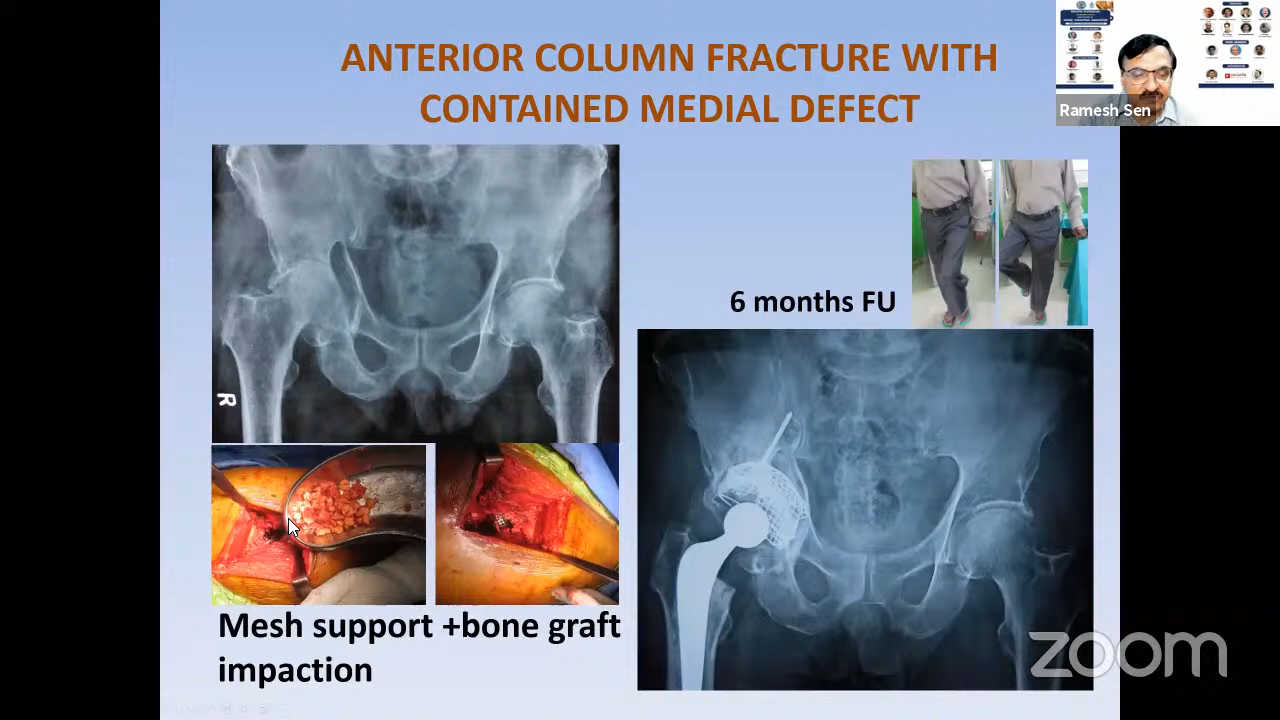 ANTERIOR COLUMN FRACTURE WITH
CONTAINED MEDIAL DEFECT
Ramesh Sen
6 months FU
R
Mesh support +bone graft
impaction
zoom